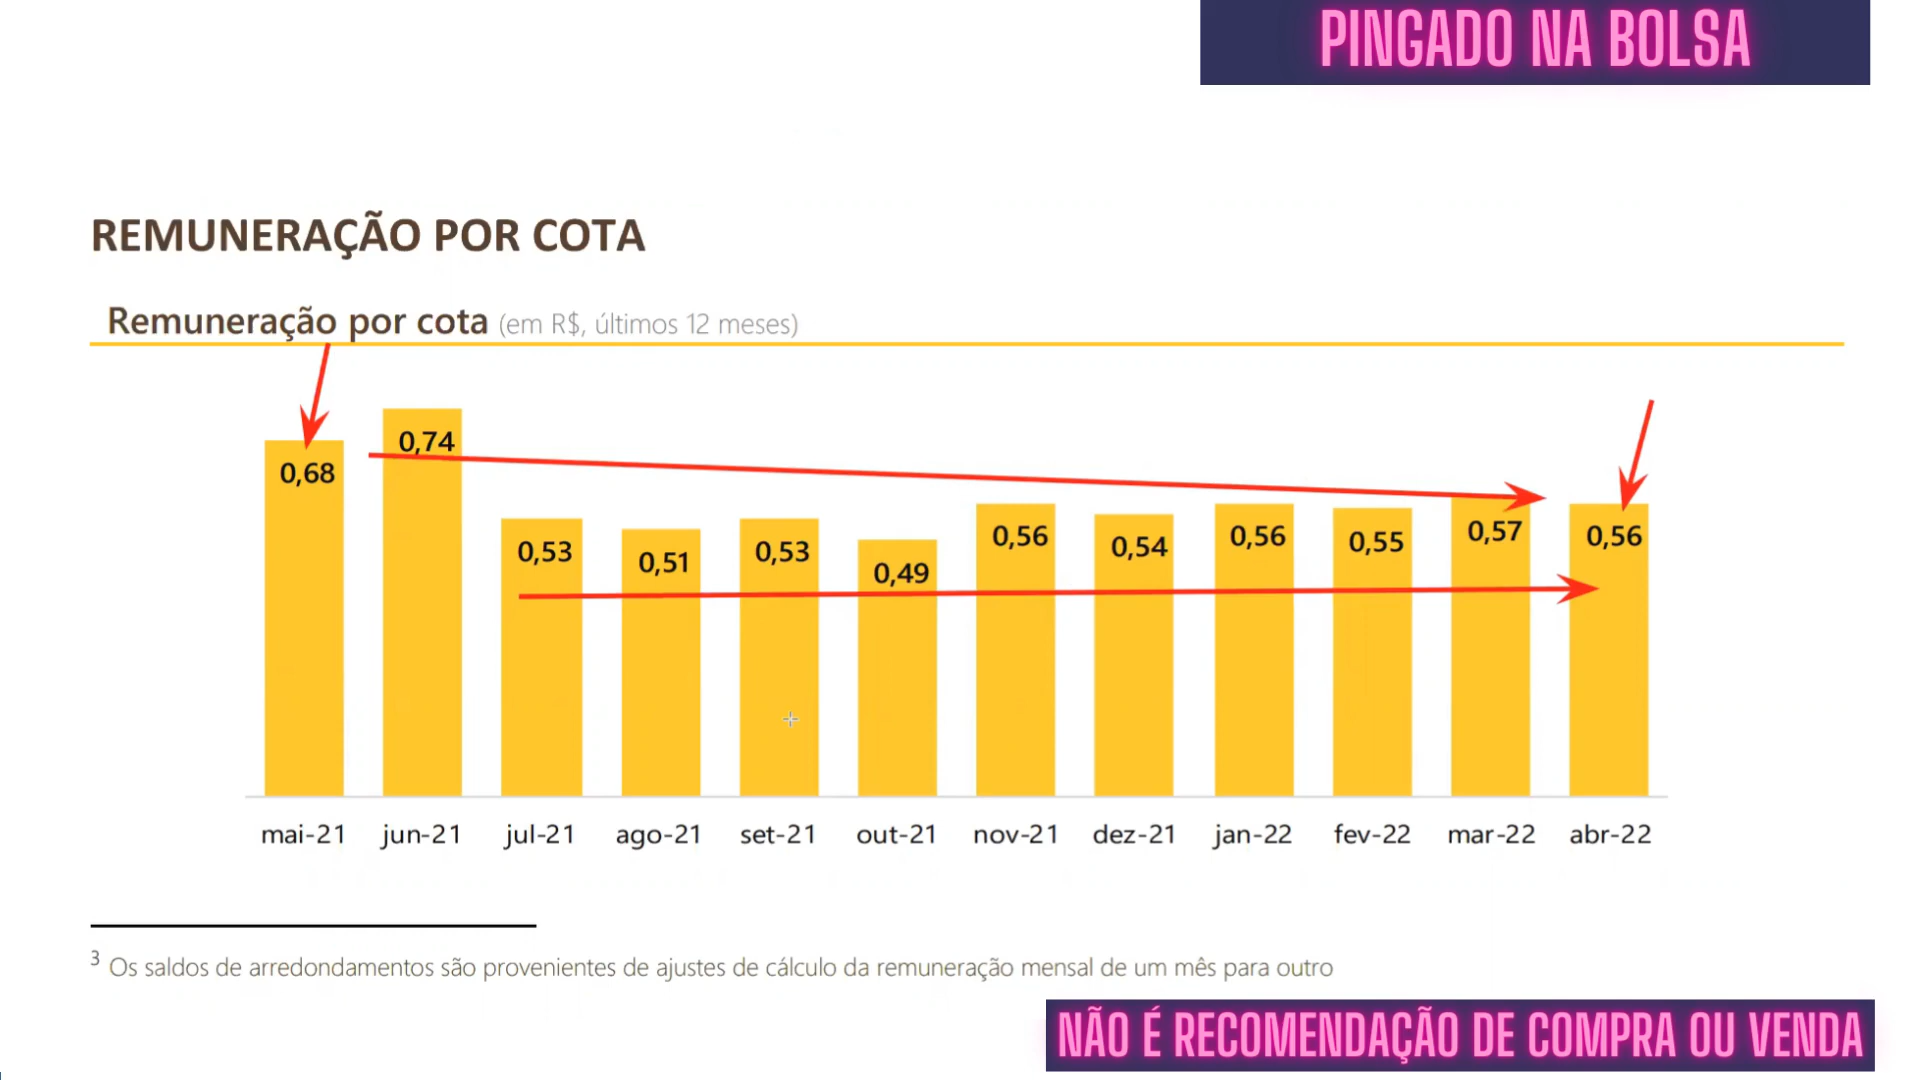 PINGADO NA BOLSA
REMUNERAÇÃO POR COTA
Remuneração por cota (em R$, últimos 12 meses)
0,68 0,74 0,53 0,51 0,53 0,49 0,56 0,54 0,56 0,55 0,57 0,56
mai-21 jun-21 jul-21 ago-21 set-21 out-21 nov-21 dez-21 jan-22 fev-22 mar-22 abr-22
3 Os saldos de arredondamentos são provenientes de ajustes de cálculo da remuneração mensal de um mês para outro
NÃO É RECOMENDAÇÃO DE COMPRA OU VENDA